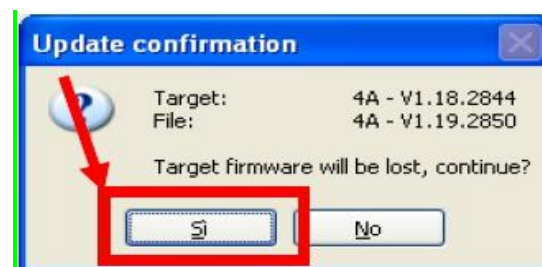 Update confirmation
Target: 4A - V1.18.2844
File: 4A - V1.19.2850
Target firmware will be lost, continue?
Sì No